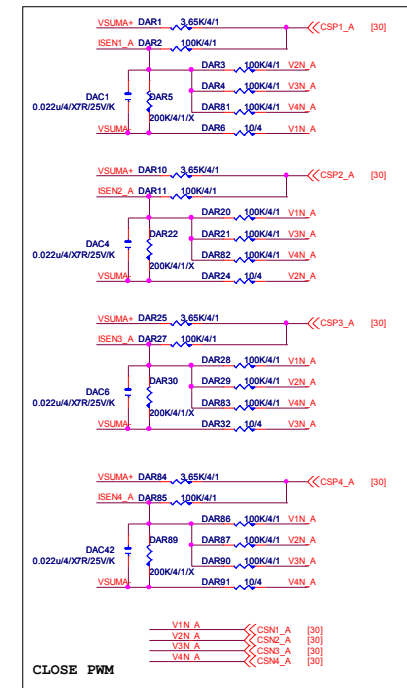 VSUMA+ DAR1 3.65K/4/1 CSP1_A [30]
ISEN1_A DAR2 100K/4/1
DAR3 100K/4/1 V2N_A
DAC1 DAR5 DAR4 100K/4/1 V3N_A
0.022u/4/X7R/25V/K 200K/4/1/X DAR81 100K/4/1 V4N_A
VSUMA- DAR6 10/4 V1N_A
VSUMA+ DAR10 3.65K/4/1 CSP2_A [30]
ISEN2_A DAR11 100K/4/1
DAR20 100K/4/1 V1N_A
DAC4 DAR22 DAR21 100K/4/1 V3N_A
0.022u/4/X7R/25V/K 200K/4/1/X DAR82 100K/4/1 V4N_A
VSUMA- DAR24 10/4 V2N_A
VSUMA+ DAR25 3.65K/4/1 CSP3_A [30]
ISEN3_A DAR27 100K/4/1
DAR28 100K/4/1 V1N_A
DAC6 DAR30 DAR29 100K/4/1 V2N_A
0.022u/4/X7R/25V/K 200K/4/1/X DAR83 100K/4/1 V4N_A
VSUMA- DAR32 10/4 V3N_A
VSUMA+ DAR84 3.65K/4/1 CSP4_A [30]
ISEN4_A DAR85 100K/4/1
DAR86 100K/4/1 V1N_A
DAC42 DAR89 DAR87 100K/4/1 V2N_A
0.022u/4/X7R/25V/K 200K/4/1/X DAR90 100K/4/1 V3N_A
VSUMA- DAR91 10/4 V4N_A
V1N_A CSN1_A [30]
V2N_A CSN2_A [30]
V3N_A CSN3_A [30]
V4N_A CSN4_A [30]
CLOSE PWM